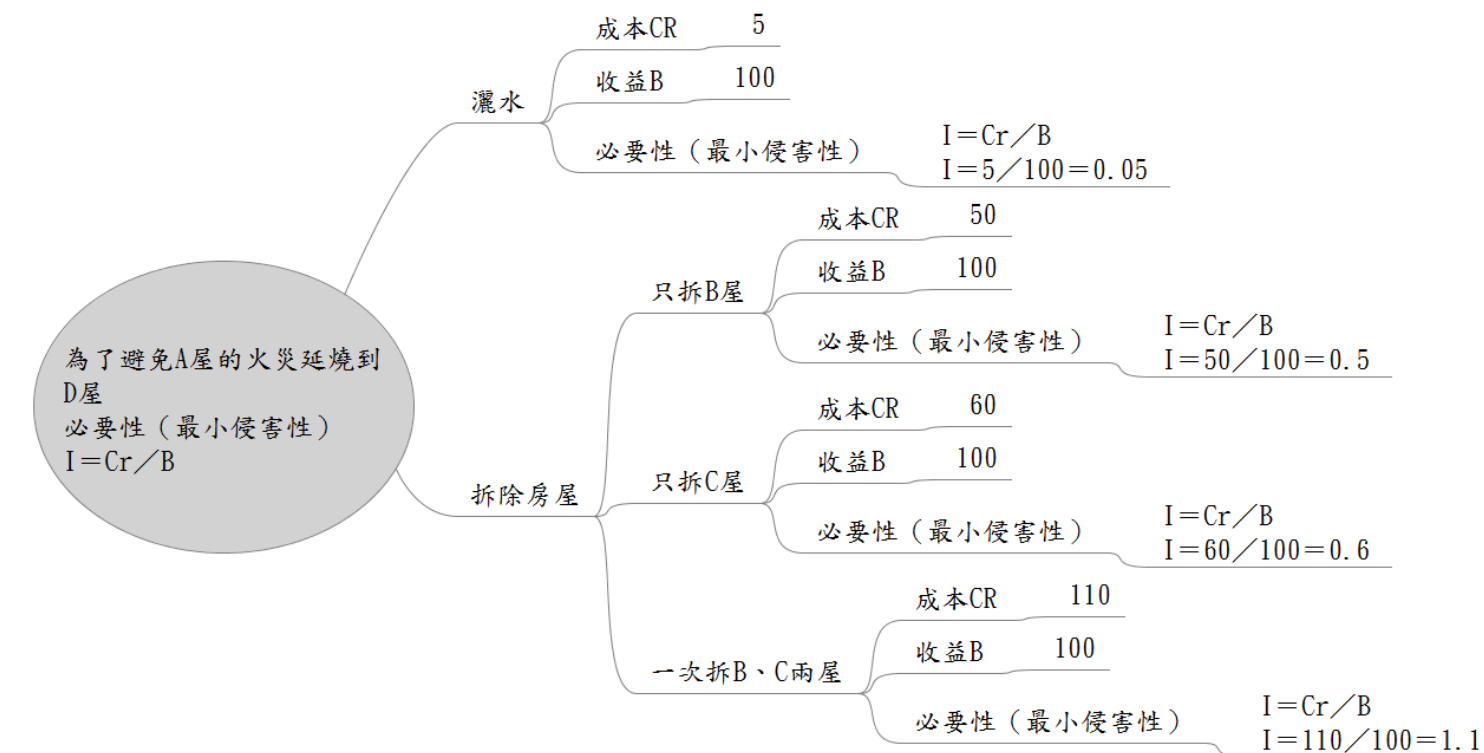 為了避免A屋的火災延燒到
D屋
必要性（最小侵害性）
I＝Cr／B
灑水
成本CR
5
收益B
100
必要性（最小侵害性）
I＝Cr／B
I＝5／100＝0.05
拆除房屋
只拆B屋
成本CR
50
收益B
100
必要性（最小侵害性）
I＝Cr／B
I＝50／100＝0.5
只拆C屋
成本CR
60
收益B
100
必要性（最小侵害性）
I＝Cr／B
I＝60／100＝0.6
一次拆B、C兩屋
成本CR
110
收益B
100
必要性（最小侵害性）
I＝Cr／B
I＝110／100＝1.1